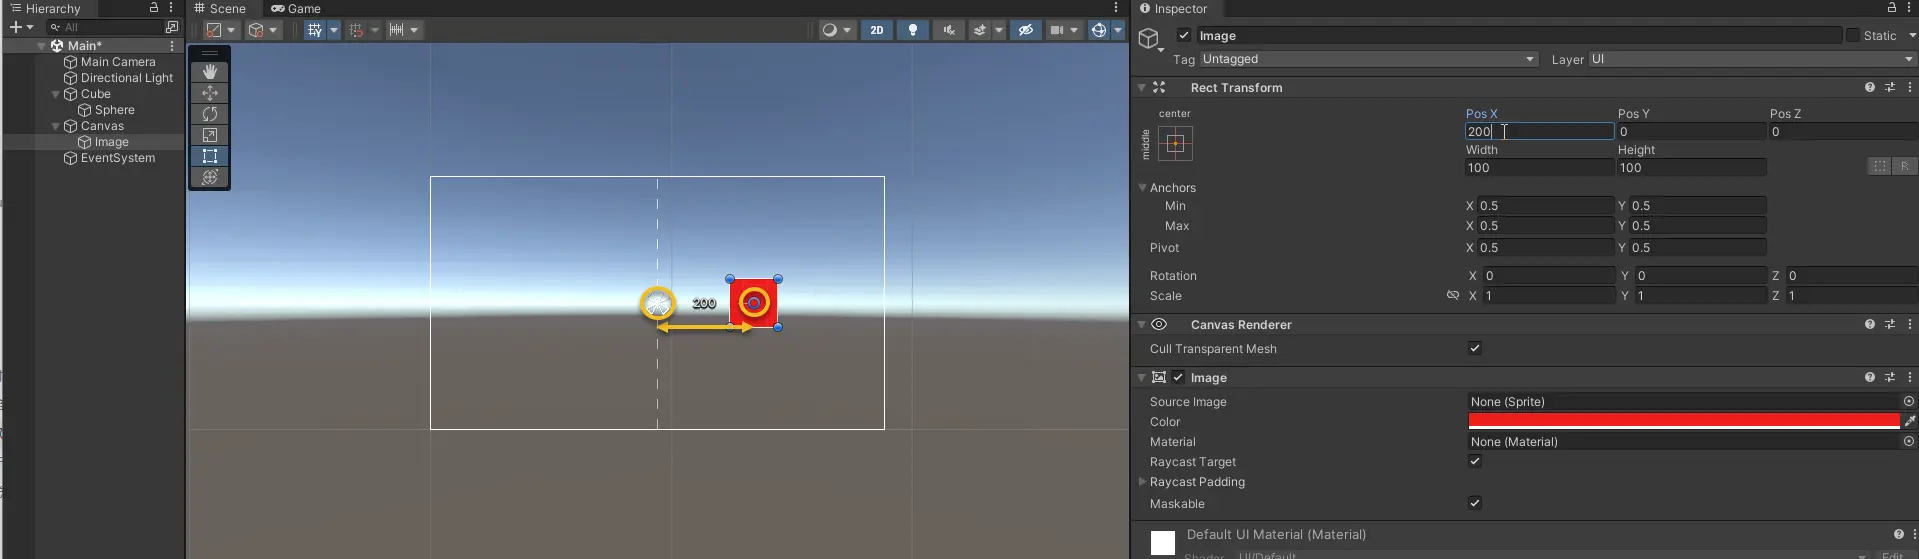 Hierarchy
All
Main*
Main Camera
Directional Light
Cube
Sphere
Canvas
Image
EventSystem
Scene Game
2D
200
Inspector
Image Static
Tag Untagged Layer UI
Rect Transform
center
middle
Pos X Pos Y Pos Z
200 0 0
Width Height
100 100
R
Anchors
Min X 0.5 Y 0.5
Max X 0.5 Y 0.5
Pivot X 0.5 Y 0.5
Rotation X 0 Y 0 Z 0
Scale X 1 Y 1 Z 1
Canvas Renderer
Cull Transparent Mesh
Image
Source Image None (Sprite)
Color
Material None (Material)
Raycast Target
Raycast Padding
Maskable
Default UI Material (Material)
Shader UI/Default Edit